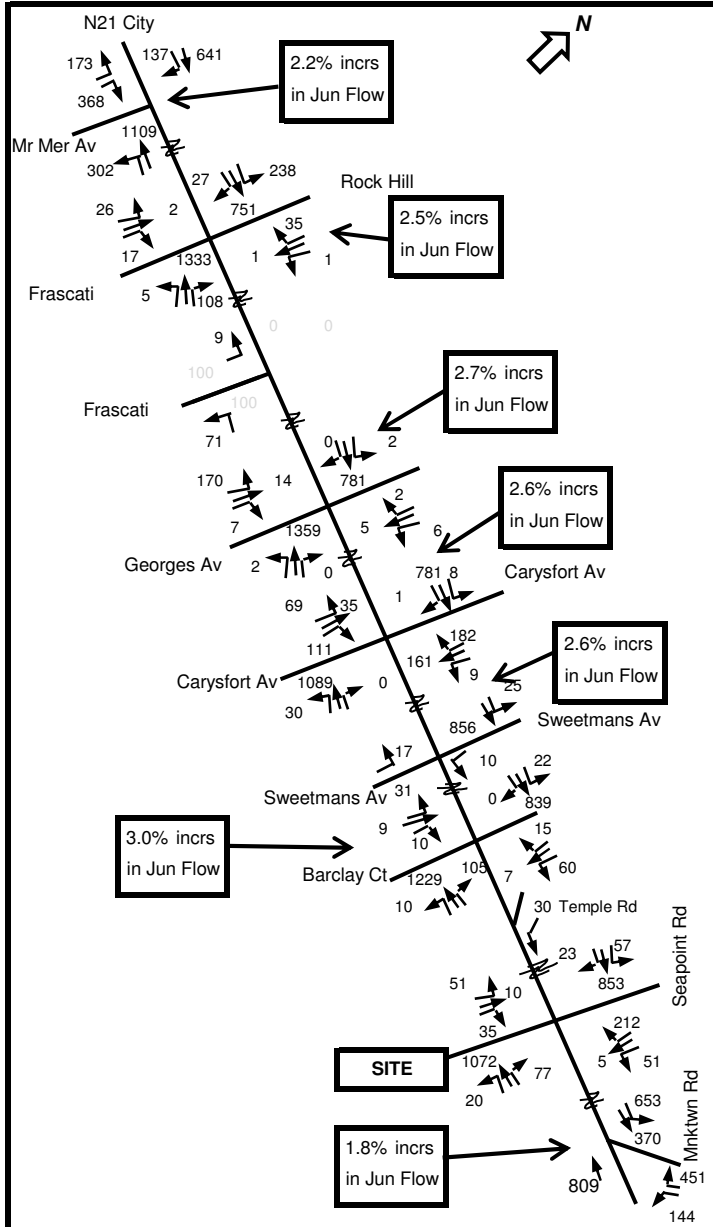 N21 City
N
173
137
641
2.2% incrs
in Jun Flow
368
1109
Mr Mer Av
302
27
238
Rock Hill
26
2
751
35
2.5% incrs
in Jun Flow
17
1333
1
1
Frascati
5
108
0
0
9
100
2.7% incrs
in Jun Flow
Frascati
100
71
0
2
170
14
781
2
2.6% incrs
in Jun Flow
7
1359
5
6
Georges Av
2
0
781
8
Carysfort Av
1
69
35
182
111
161
9
2.6% incrs
in Jun Flow
Carysfort Av
1089
0
25
30
856
Sweetmans Av
17
10
22
Sweetmans Av
31
0
839
3.0% incrs
in Jun Flow
9
10
15
Barclay Ct
1229
105
7
60
10
30
Temple Rd
Seapoint Rd
23
57
51
10
853
35
212
SITE
1072
77
5
51
20
653
Mnktwn Rd
1.8% incrs
in Jun Flow
370
451
809
144